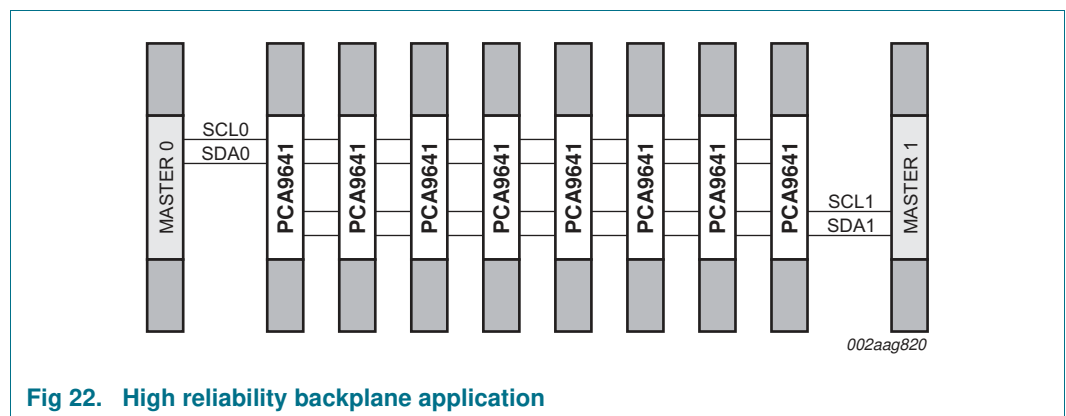 MASTER 0
SCL0
SDA0
PCA9641
PCA9641
PCA9641
PCA9641
PCA9641
PCA9641
PCA9641
PCA9641
SCL1
SDA1
MASTER 1
002aag820
Fig 22. High reliability backplane application